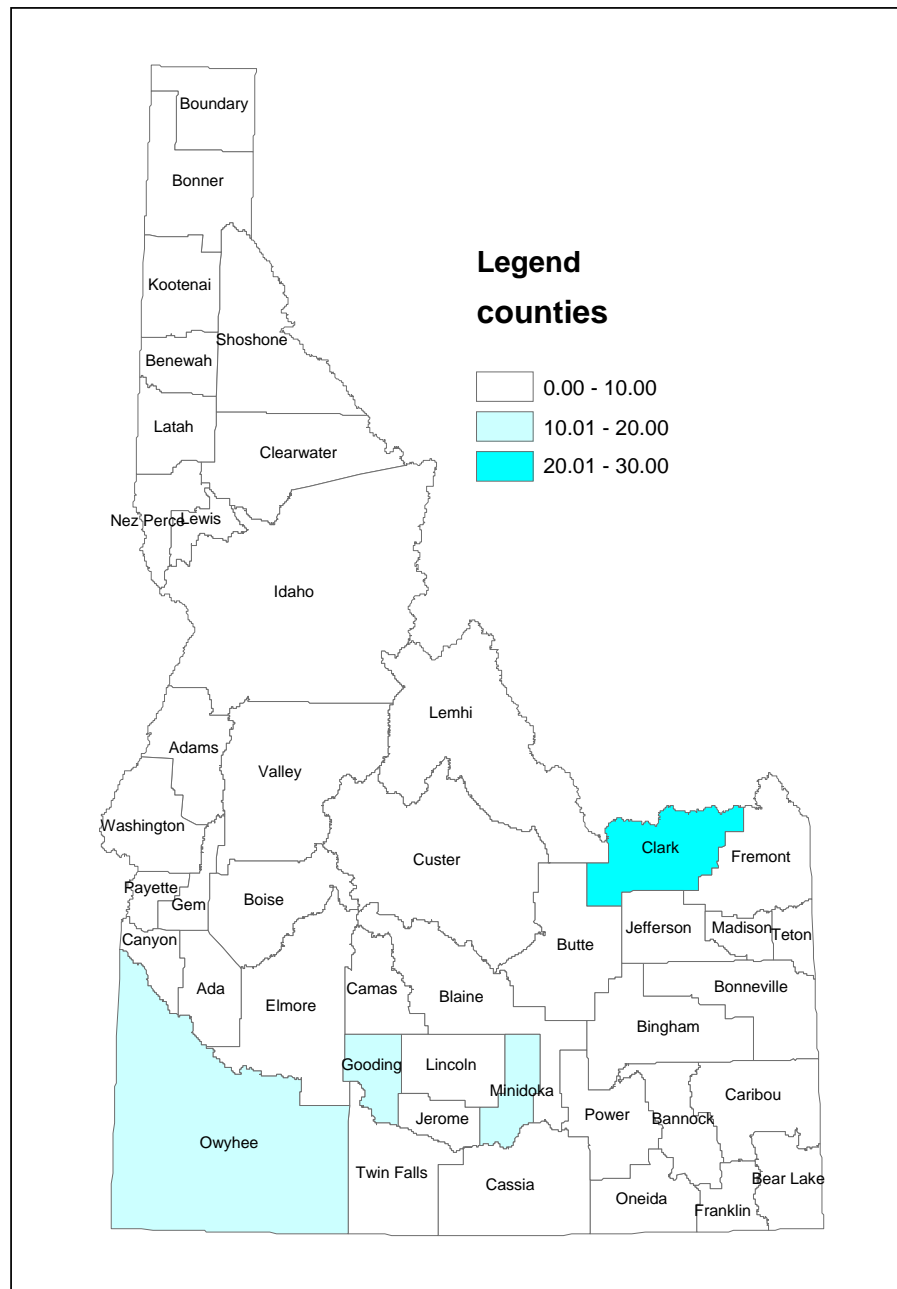 Boundary
Bonner
Legend
counties
Kootenai
Shoshone
Benewah
0.00 - 10.00
10.01 - 20.00
20.01 - 30.00
Latah
Clearwater
Nez Perce
Lewis
Idaho
Lemhi
Adams
Valley
Washington
Custer
Clark
Fremont
Payette
Gem
Boise
Canyon
Butte
Jefferson
Madison
Teton
Ada
Elmore
Camas
Blaine
Bonneville
Bingham
Gooding
Lincoln
Minidoka
Caribou
Jerome
Power
Bannock
Owyhee
Twin Falls
Cassia
Oneida
Franklin
Bear Lake